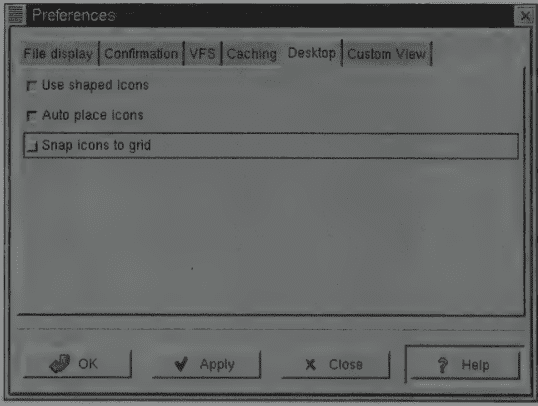 Preferences
File display Confirmation VFS Caching Desktop Custom View
Use shaped icons
Auto place icons
Snap icons to grid
OK Apply Close Help